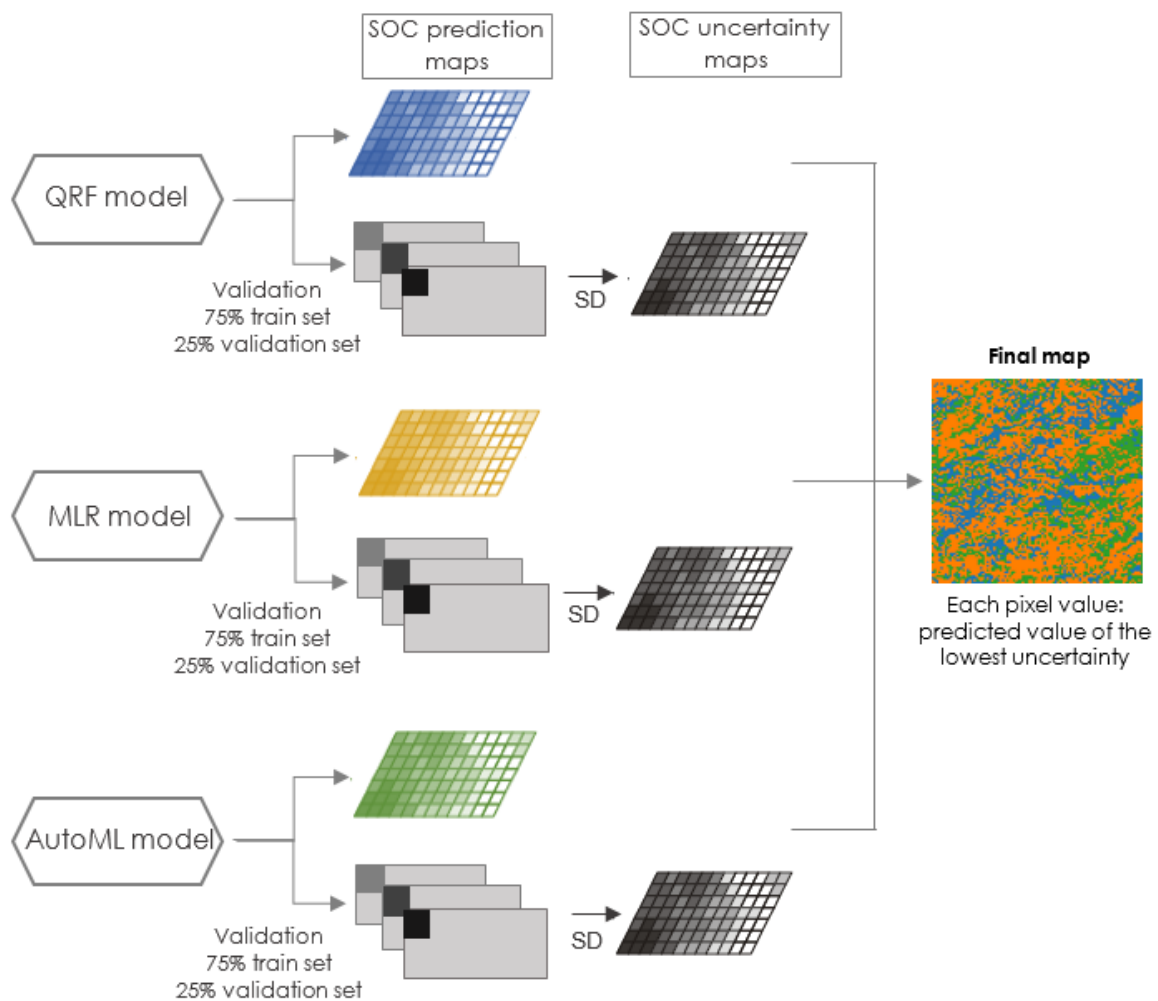 SOC prediction
maps
SOC uncertainty
maps
QRF model
Validation
75% train set
25% validation set
SD
Final map
MLR model
Validation
75% train set
25% validation set
SD
Each pixel value:
predicted value of the
lowest uncertainty
AutoML model
Validation
75% train set
25% validation set
SD